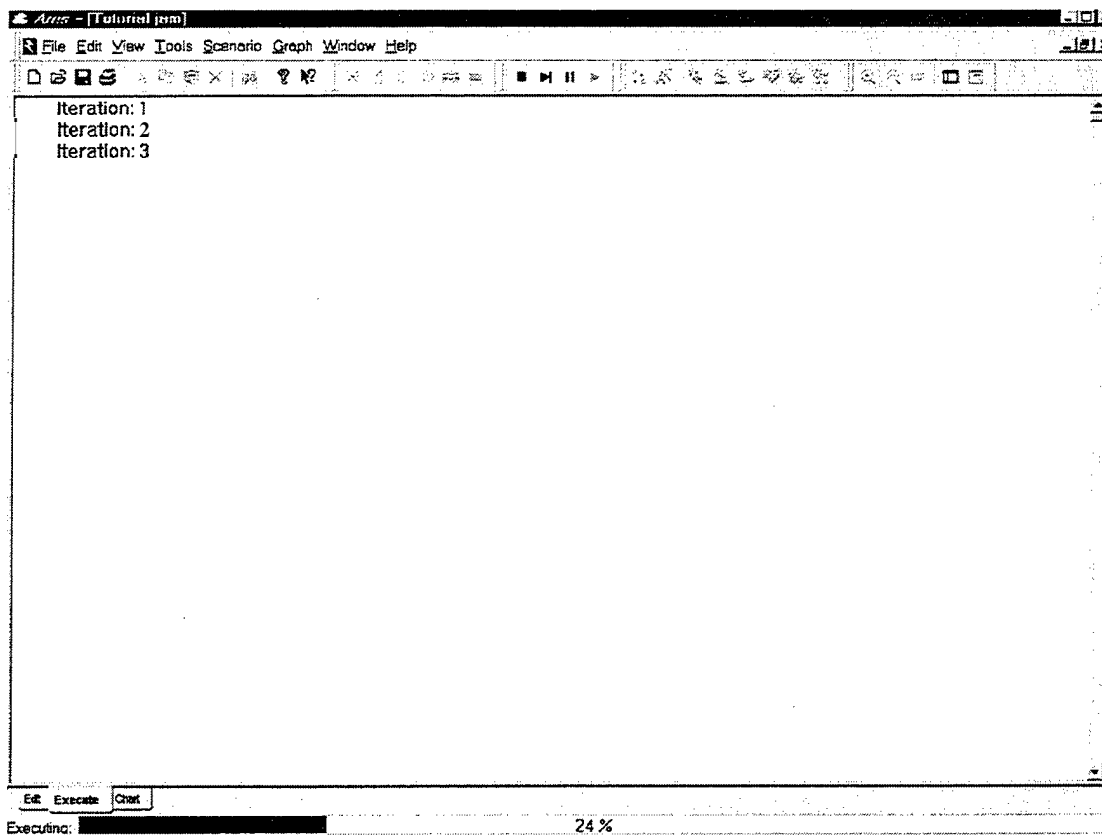 - [Tutorial jam]
File Edit View Tools Scenario Graph Window Help
Iteration: 1
Iteration: 2
Iteration: 3
Edit Execute Chart
Executing: 24 %